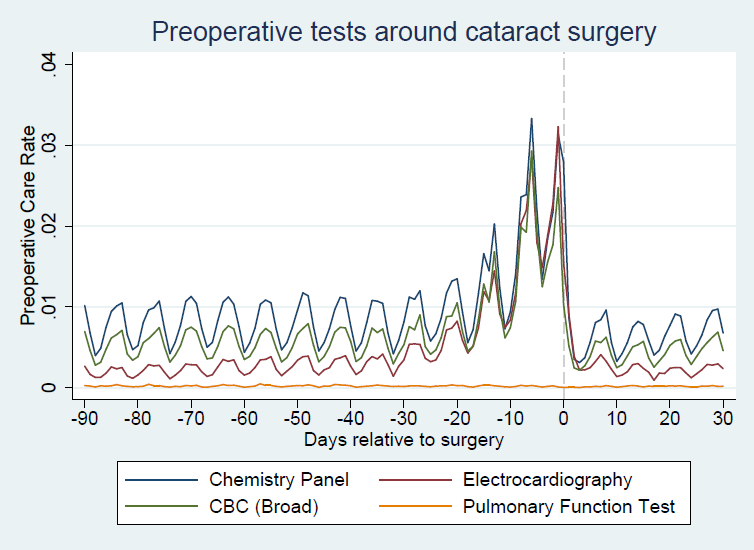 Preoperative tests around cataract surgery
Preoperative Care Rate
.04
.03
.02
.01
0
-90 -80 -70 -60 -50 -40 -30 -20 -10 0 10 20 30
Days relative to surgery
Chemistry Panel Electrocardiography
CBC (Broad) Pulmonary Function Test